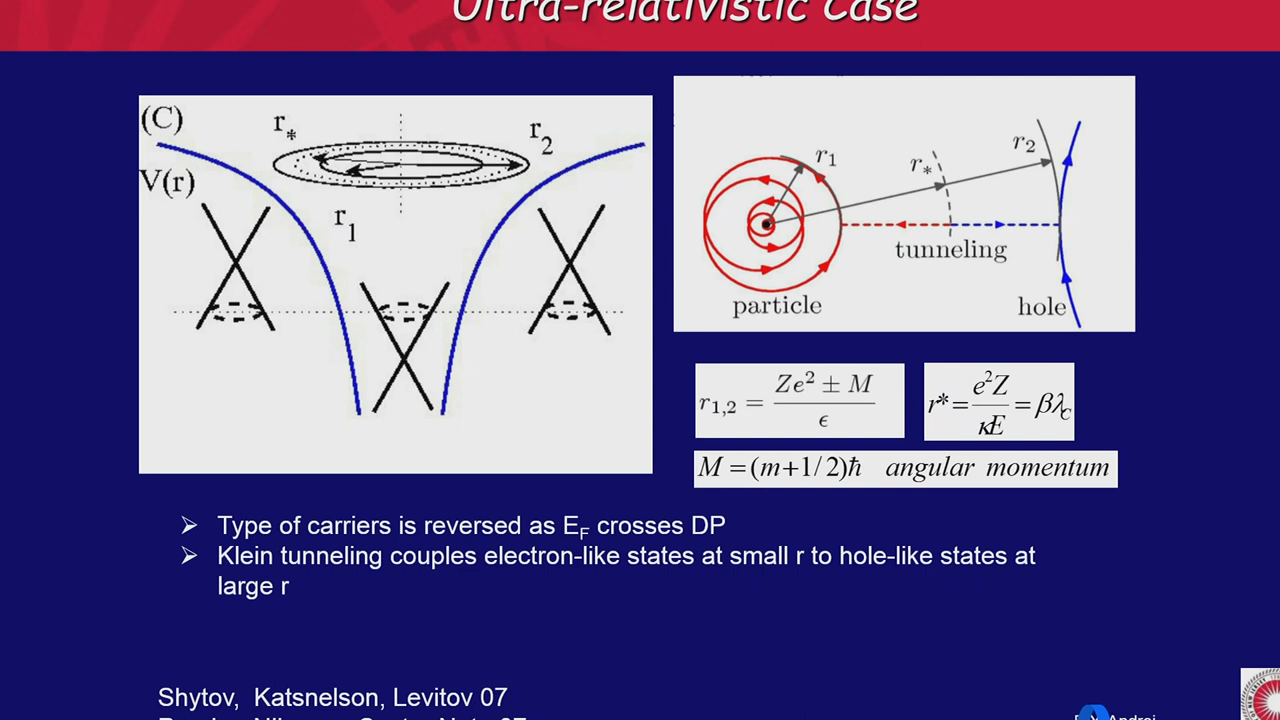 Ultra-relativistic Case
(C)
V(r)
r*
r2
r1
r1
r*
r2
tunneling
particle
hole
r1,2 = Ze² ± M / ϵ
r* = e²Z / κE = βƛC
M = (m+1/2)ħ angular momentum
➢ Type of carriers is reversed as EF crosses DP
➢ Klein tunneling couples electron-like states at small r to hole-like states at
large r
Shytov, Katsnelson, Levitov 07
Andrei